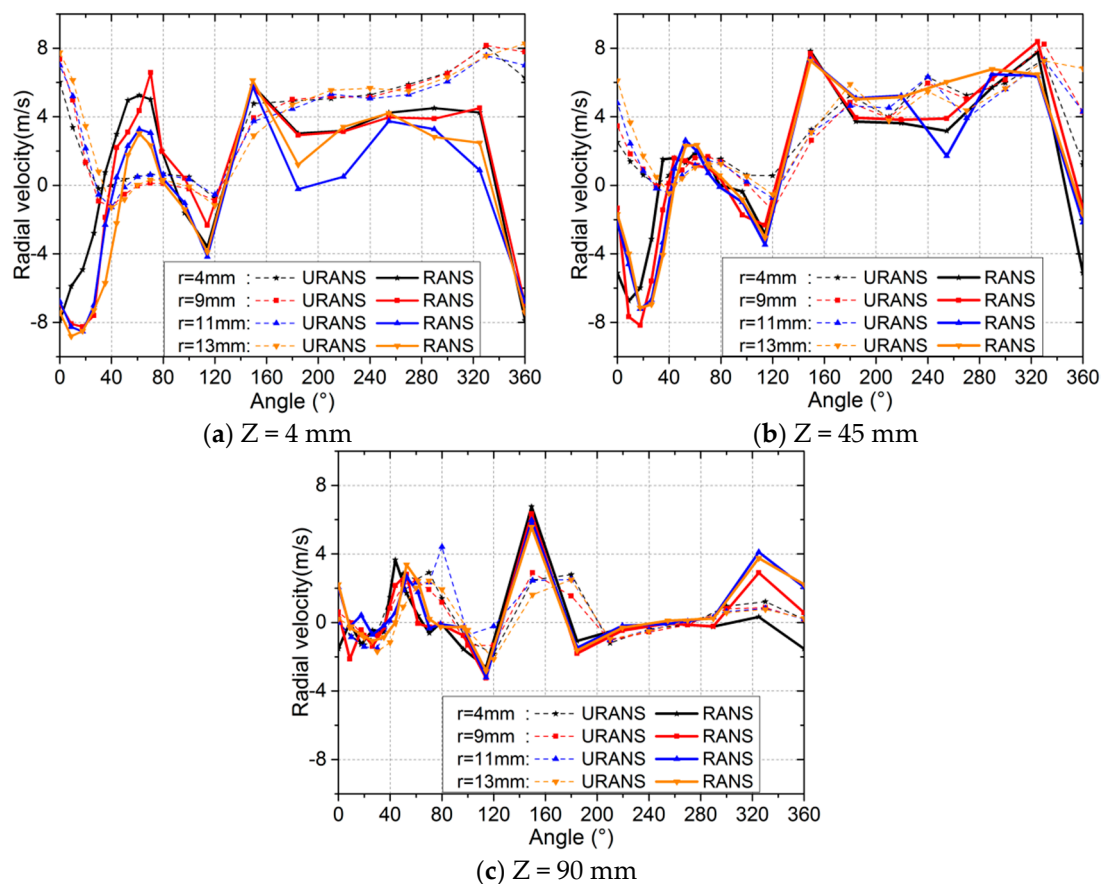 8
4
0
-4
-8
Radial velocity(m/s)
r=4mm : URANS RANS
r=9mm : URANS RANS
r=11mm: URANS RANS
r=13mm: URANS RANS
0 40 80 120 160 200 240 280 320 360
Angle (°)
(a) Z = 4 mm
8
4
0
-4
-8
Radial velocity(m/s)
r=4mm : URANS RANS
r=9mm : URANS RANS
r=11mm : URANS RANS
r=13mm : URANS RANS
0 40 80 120 160 200 240 280 320 360
Angle (°)
(b) Z = 45 mm
8
4
0
-4
-8
Radial velocity(m/s)
r=4mm : URANS RANS
r=9mm : URANS RANS
r=11mm: URANS RANS
r=13mm: URANS RANS
0 40 80 120 160 200 240 280 320 360
Angle (°)
(c) Z = 90 mm